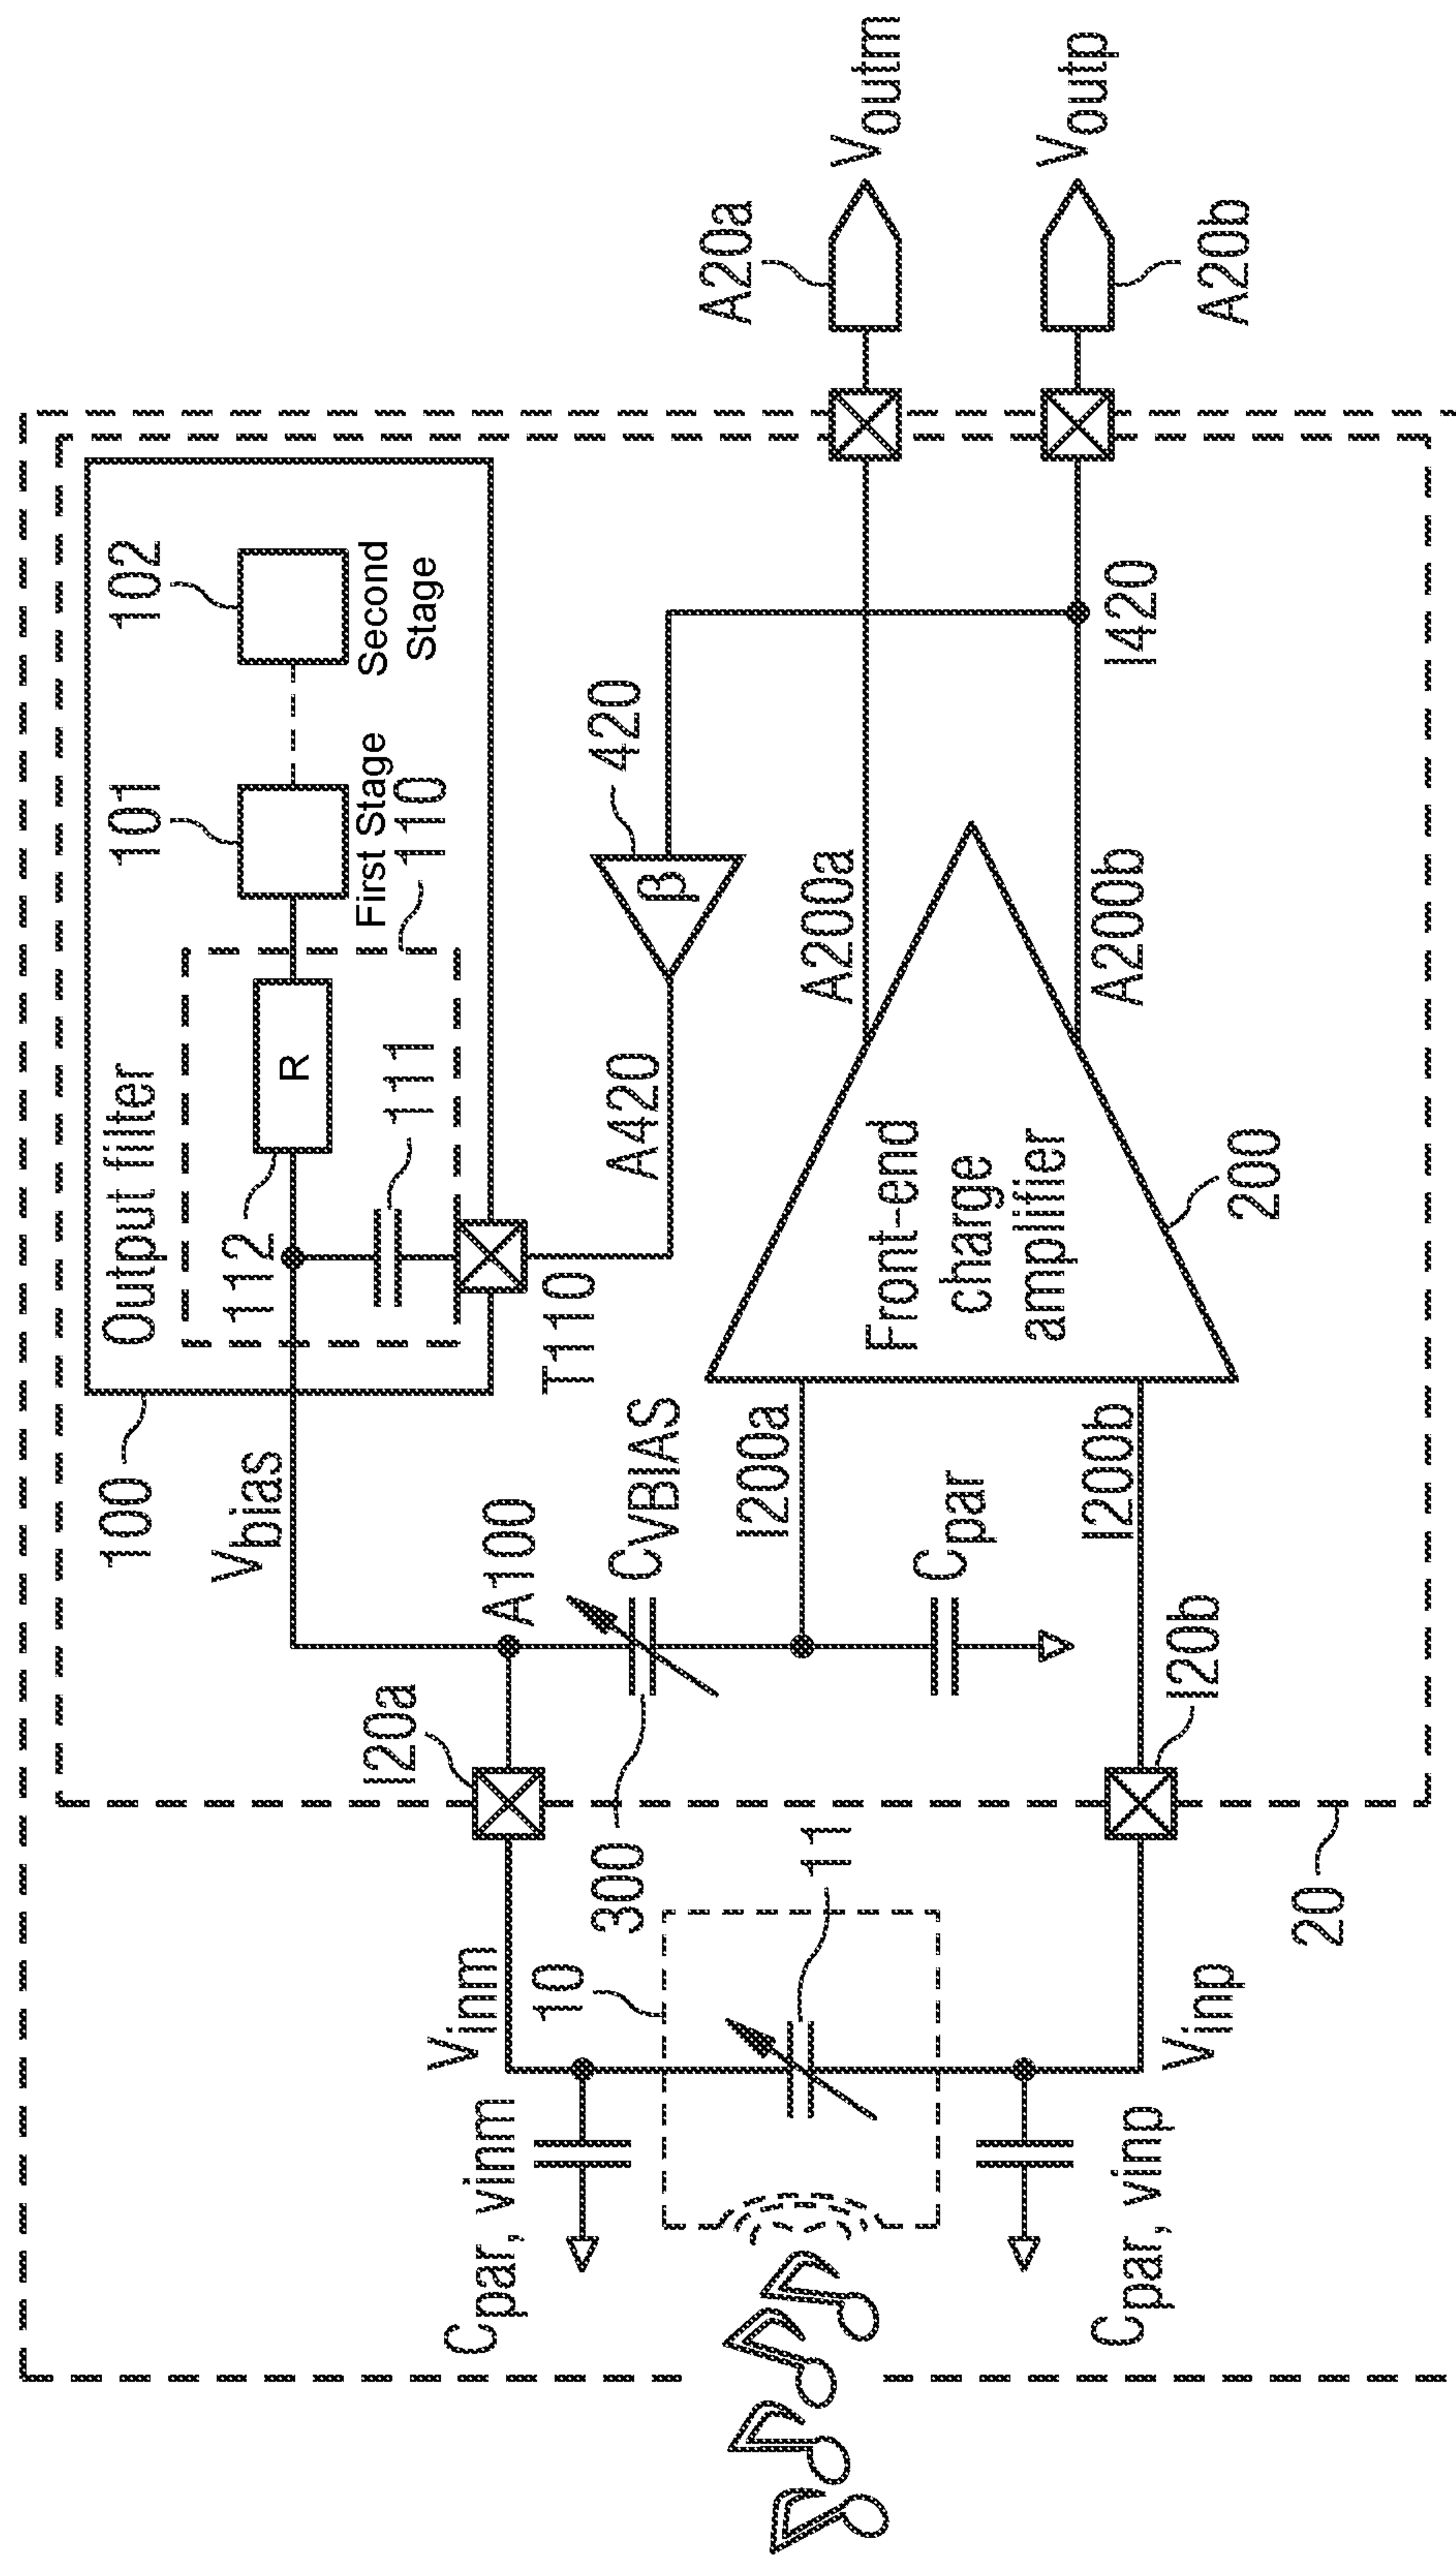 100
Output filter
112
R
111
101
First Stage
110
102
Second
Stage
Vbias
T110
A420
420
β
I20a
A100
CVBIAS
300
I200a
Cpar
I200b
I20b
Front-end
charge
amplifier
200
A200a
A200b
I420
A20a
Voutm
Voutp
A20b
Vinm
10
11
Cpar, vinm
Cpar, vinp
Vinp
20